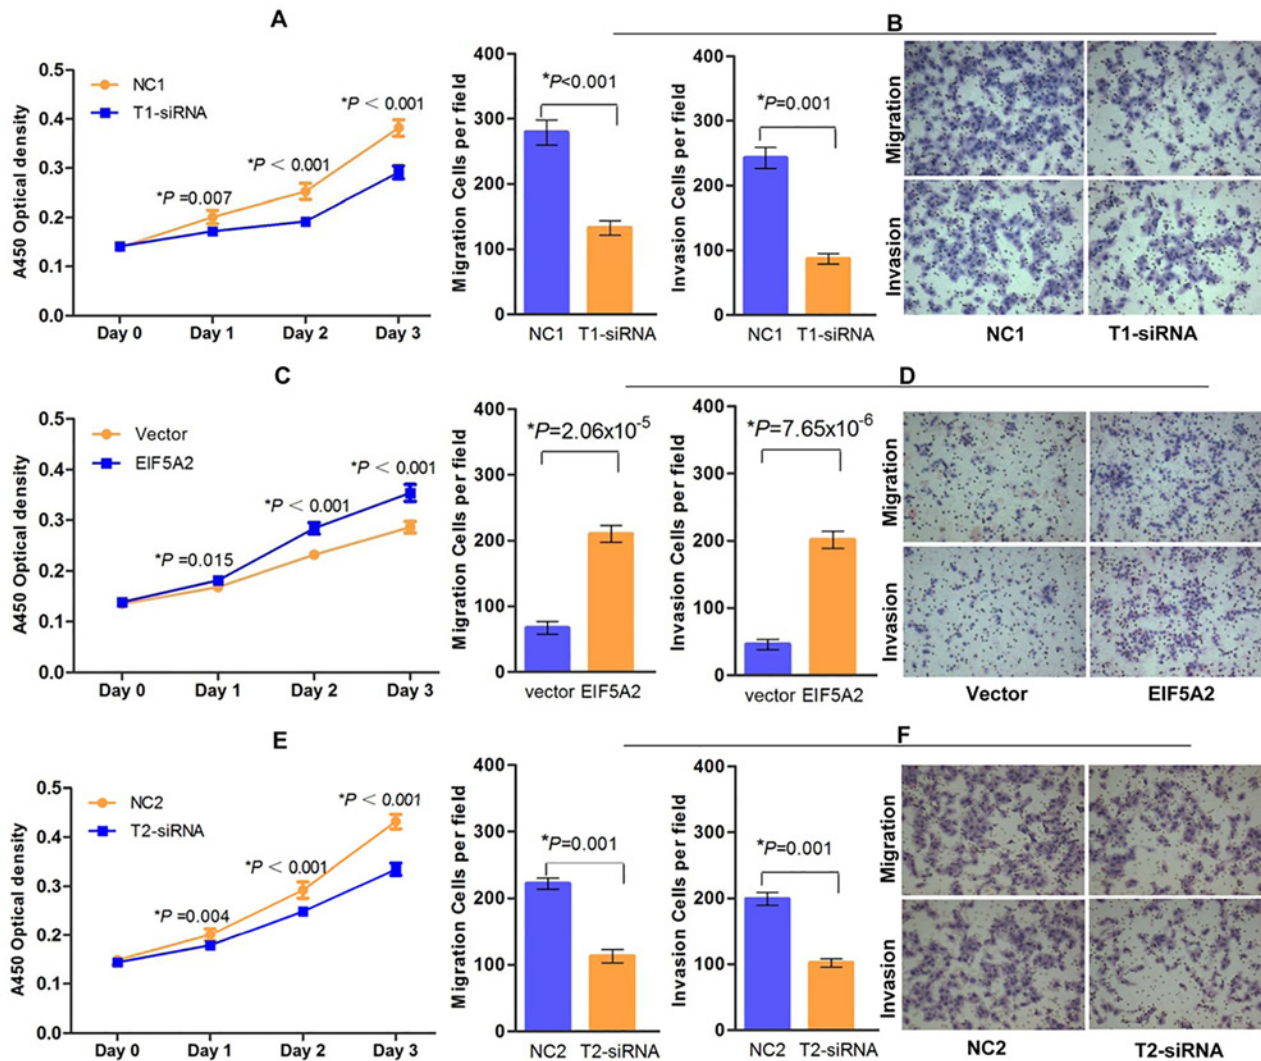 A
B
0.5
0.4
0.3
0.2
0.1
0.0
A450 Optical density
NC1
T1-siRNA
*P =0.007
*P < 0.001
*P < 0.001
Day 0 Day 1 Day 2 Day 3
400
300
200
100
0
Migration Cells per field
*P<0.001
NC1 T1-siRNA
400
300
200
100
0
Invasion Cells per field
*P=0.001
NC1 T1-siRNA
Migration
Invasion
NC1 T1-siRNA
C
D
0.5
0.4
0.3
0.2
0.1
0.0
A450 Optical density
Vector
EIF5A2
*P =0.015
*P < 0.001
*P < 0.001
Day 0 Day 1 Day 2 Day 3
400
300
200
100
0
Migration Cells per field
*P=2.06x10-5
vector EIF5A2
400
300
200
100
0
Invasion Cells per field
*P=7.65x10-6
vector EIF5A2
Migration
Invasion
Vector EIF5A2
E
F
0.5
0.4
0.3
0.2
0.1
0.0
A450 Optical density
NC2
T2-siRNA
*P =0.004
*P < 0.001
*P < 0.001
Day 0 Day 1 Day 2 Day 3
400
300
200
100
0
Migration Cells per field
*P=0.001
NC2 T2-siRNA
400
300
200
100
0
Invasion Cells per field
*P=0.001
NC2 T2-siRNA
Migration
Invasion
NC2 T2-siRNA